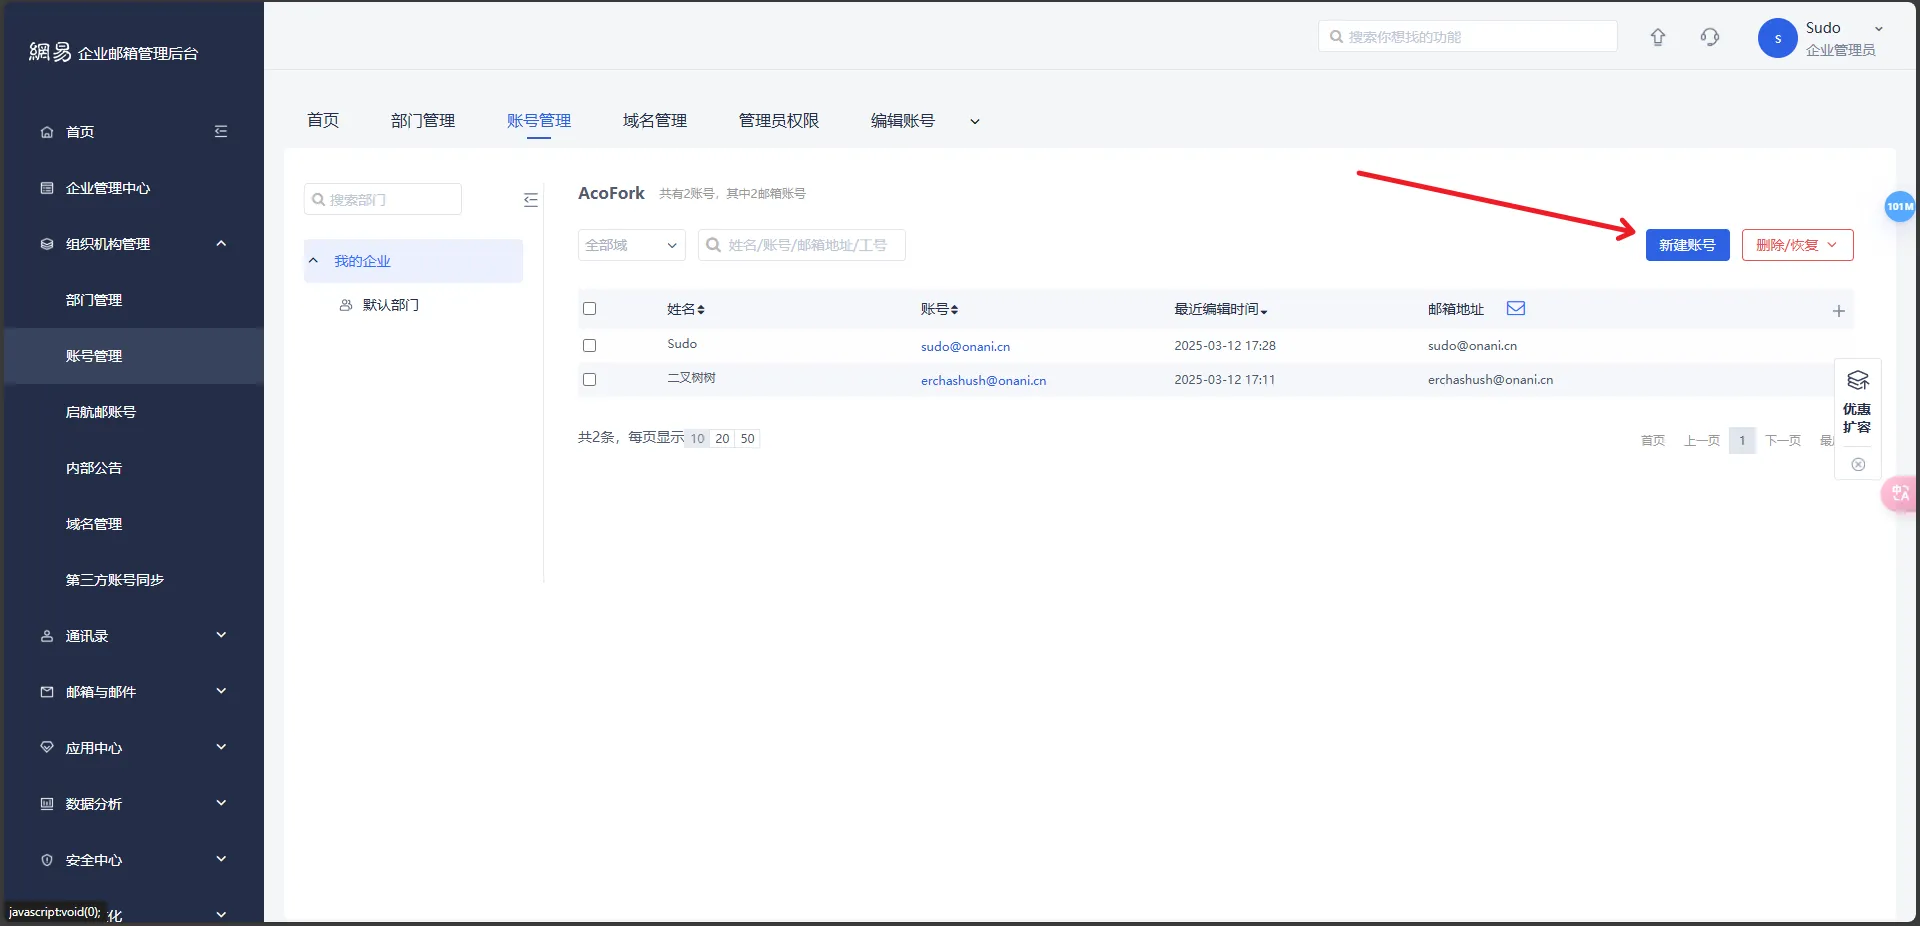 網易 企业邮箱管理后台
搜索你想找的功能
s
Sudo
企业管理员
首页
企业管理中心
组织机构管理
部门管理
账号管理
启航邮账号
内部公告
域名管理
第三方账号同步
通讯录
邮箱与邮件
应用中心
数据分析
安全中心
化
javascript:void(0);
首页 部门管理 账号管理 域名管理 管理员权限 编辑账号
搜索部门
我的企业
默认部门
AcoFork 共有2账号，其中2邮箱账号
全部域 姓名/账号/邮箱地址/工号
新建账号 删除/恢复
姓名 账号 最近编辑时间 邮箱地址
Sudo sudo@onani.cn 2025-03-12 17:28 sudo@onani.cn
二叉树树 erchashush@onani.cn 2025-03-12 17:11 erchashush@onani.cn
共2条，每页显示 10 20 50
首页 上一页 1 下一页 最
101M
优惠
扩容
中 A